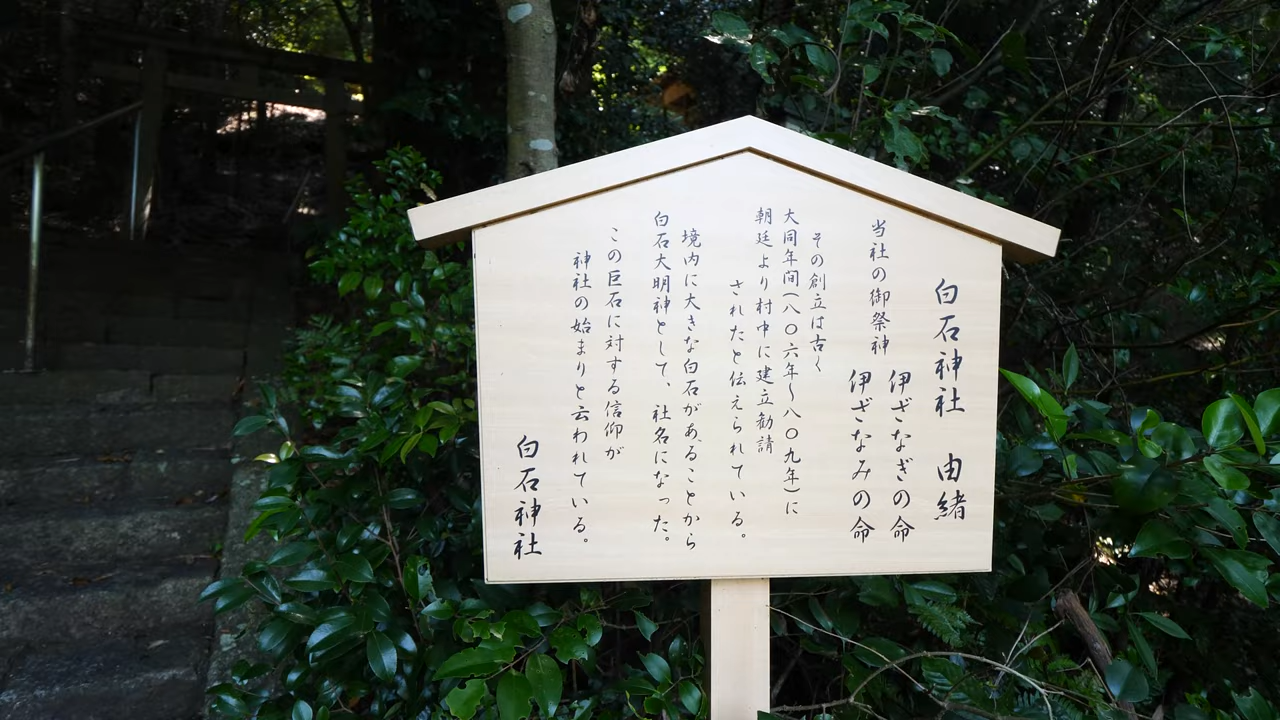 白石神社 由緒
当社の御祭神 伊ざなぎの命
伊ざなみの命
その創立は古く
大同年間(八〇六年~八〇九年)に
朝廷より村中に建立勧請
されたと伝えられている。
境内に大きな白石があることから
白石大明神として、社名になった。
この巨石に対する信仰が
神社の始まりと云われている。
白石神社